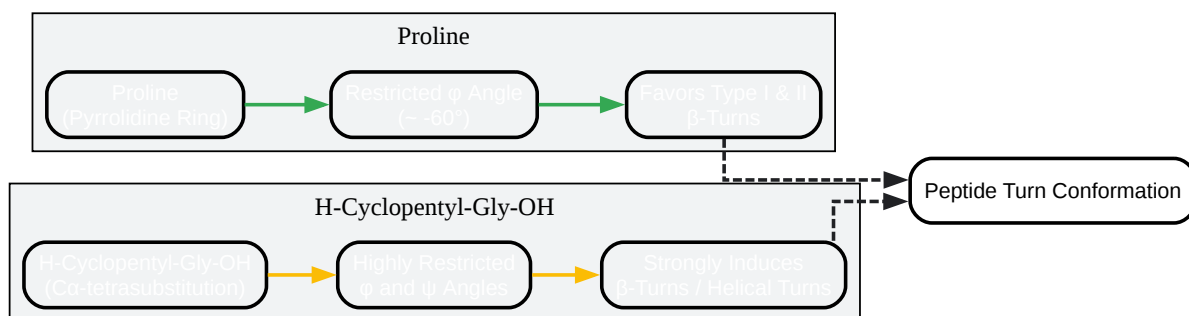 Proline
Proline
(Pyrrolidine Ring)
Restricted φ Angle
(~ -60°)
Favors Type I & II
β-Turns
Peptide Turn Conformation
H-Cyclopentyl-Gly-OH
H-Cyclopentyl-Gly-OH
(Cα-tetrasubstitution)
Highly Restricted
φ and ψ Angles
Strongly Induces
β-Turns / Helical Turns